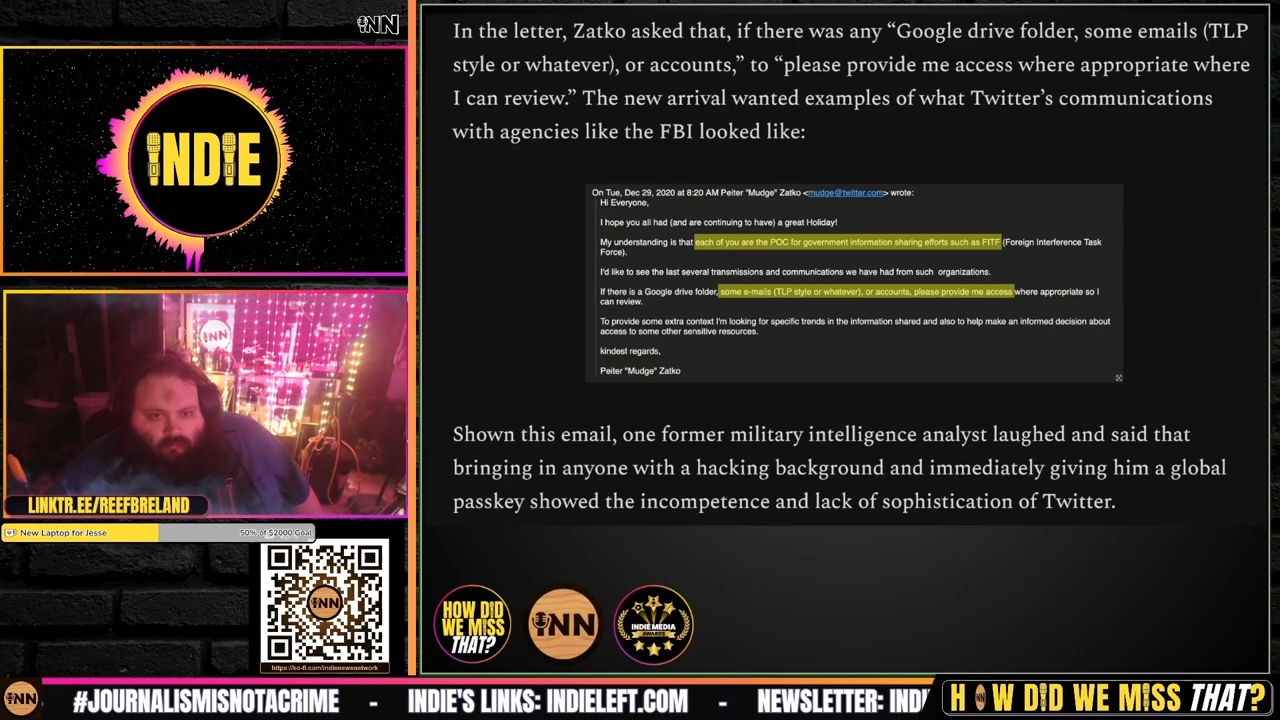 iNN
iNDiE
iNN
LINKTR.EE/REEFBRELAND
New Laptop for Jesse
50% of $2000 Goal
iNN
https://ko-fi.com/indienewsnetwork
In the letter, Zatko asked that, if there was any “Google drive folder, some emails (TLP
style or whatever), or accounts,” to “please provide me access where appropriate where
I can review.” The new arrival wanted examples of what Twitter’s communications
with agencies like the FBI looked like:
On Tue, Dec 29, 2020 at 8:20 AM Peiter "Mudge" Zatko <mudge@twitter.com> wrote:
Hi Everyone,
I hope you all had (and are continuing to have) a great Holiday!
My understanding is that each of you are the POC for government information sharing efforts such as FITF (Foreign Interference Task
Force).
I'd like to see the last several transmissions and communications we have had from such organizations.
If there is a Google drive folder, some e-mails (TLP style or whatever), or accounts, please provide me access where appropriate so I
can review.
To provide some extra context I'm looking for specific trends in the information shared and also to help make an informed decision about
access to some other sensitive resources.
kindest regards,
Peiter "Mudge" Zatko
Shown this email, one former military intelligence analyst laughed and said that
bringing in anyone with a hacking background and immediately giving him a global
passkey showed the incompetence and lack of sophistication of Twitter.
HOW DID
WE MISS
THAT?
iNN
INDIE MEDIA
AWARDS
iNN
#JOURNALISMISNOTACRIME - INDIE'S LINKS: INDIELEFT.COM - NEWSLETTER: INDI
HOW DID WE MISS THAT?